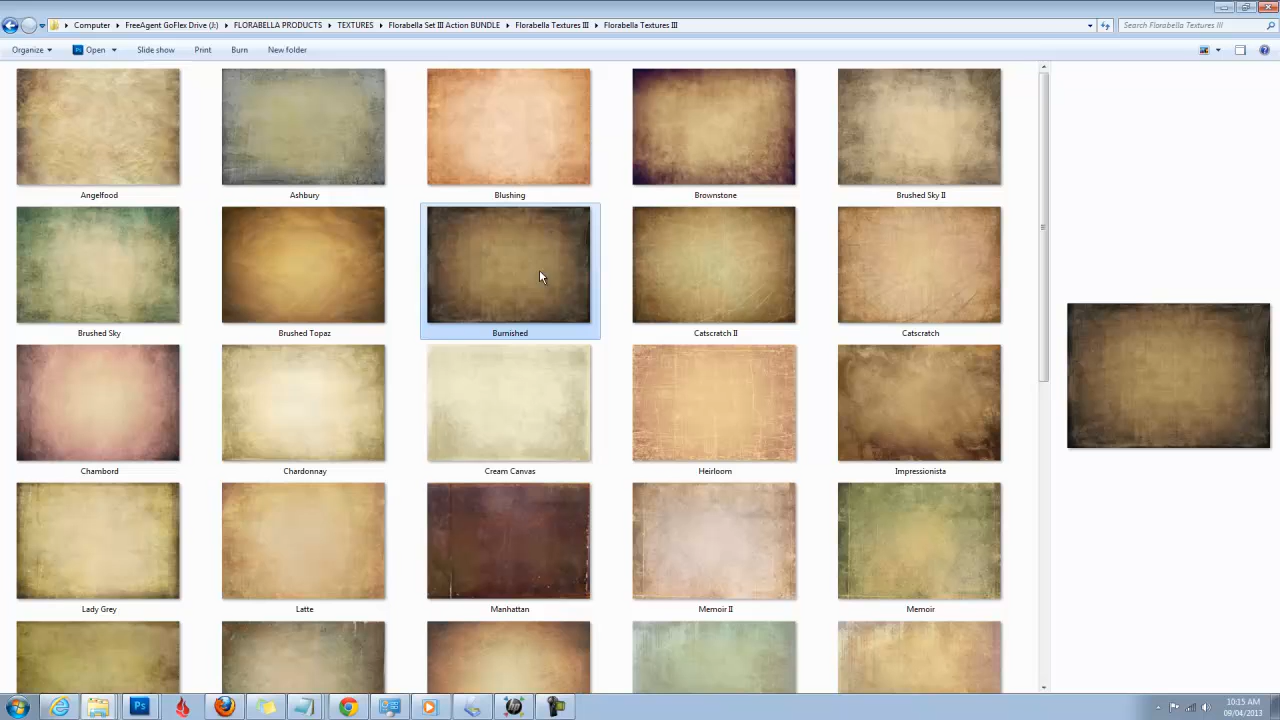 Computer ▸ FreeAgent GoFlex Drive (J:) ▸ FLORABELLA PRODUCTS ▸ TEXTURES ▸ Florabella Set III Action BUNDLE ▸ Florabella Textures III ▸ Florabella Textures III
Search Florabella Textures III
Organize Open Slide show Print Burn New folder
Angelfood Ashbury Blushing Brownstone Brushed Sky II
Brushed Sky Brushed Topaz Burnished Catscratch II Catscratch
Chambord Chardonnay Cream Canvas Heirloom Impressionista
Lady Grey Latte Manhattan Memoir II Memoir
Ps
10:15 AM
09/04/2013